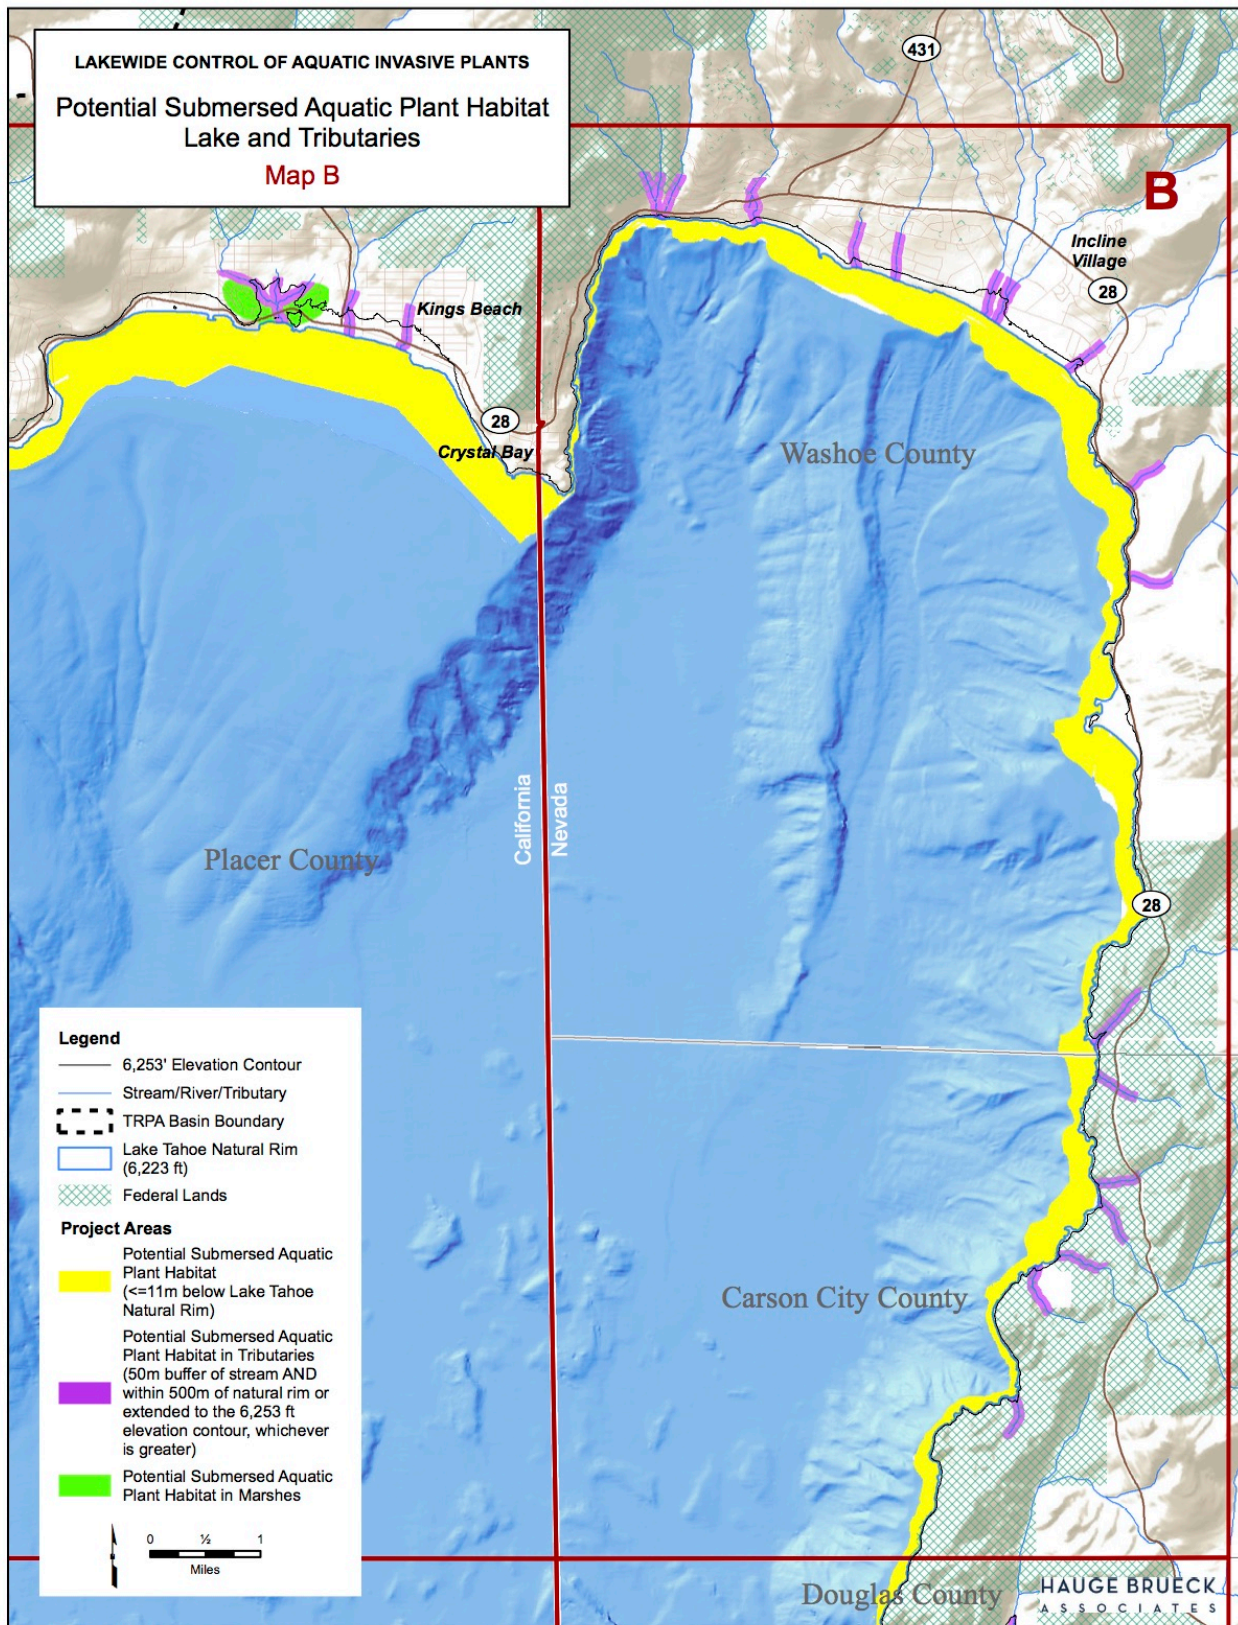 LAKEWIDE CONTROL OF AQUATIC INVASIVE PLANTS
Potential Submersed Aquatic Plant Habitat
Lake and Tributaries
Map B
431
B
Incline
Village
28
Kings Beach
28
Crystal Bay
Washoe County
California
Nevada
Placer County
28
Legend
6,253' Elevation Contour
Stream/River/Tributary
TRPA Basin Boundary
Lake Tahoe Natural Rim
(6,223 ft)
Federal Lands
Project Areas
Potential Submersed Aquatic
Plant Habitat
(<=11m below Lake Tahoe
Natural Rim)
Potential Submersed Aquatic
Plant Habitat in Tributaries
(50m buffer of stream AND
within 500m of natural rim or
extended to the 6,253 ft
elevation contour, whichever
is greater)
Potential Submersed Aquatic
Plant Habitat in Marshes
0 ½ 1
Miles
Carson City County
Douglas County
HAUGE BRUECK
ASSOCIATES